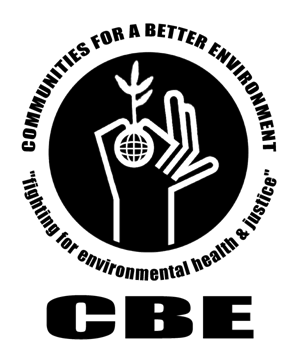 COMMUNITIES FOR A BETTER ENVIRONMENT
"fighting for environmental health & justice"
CBE